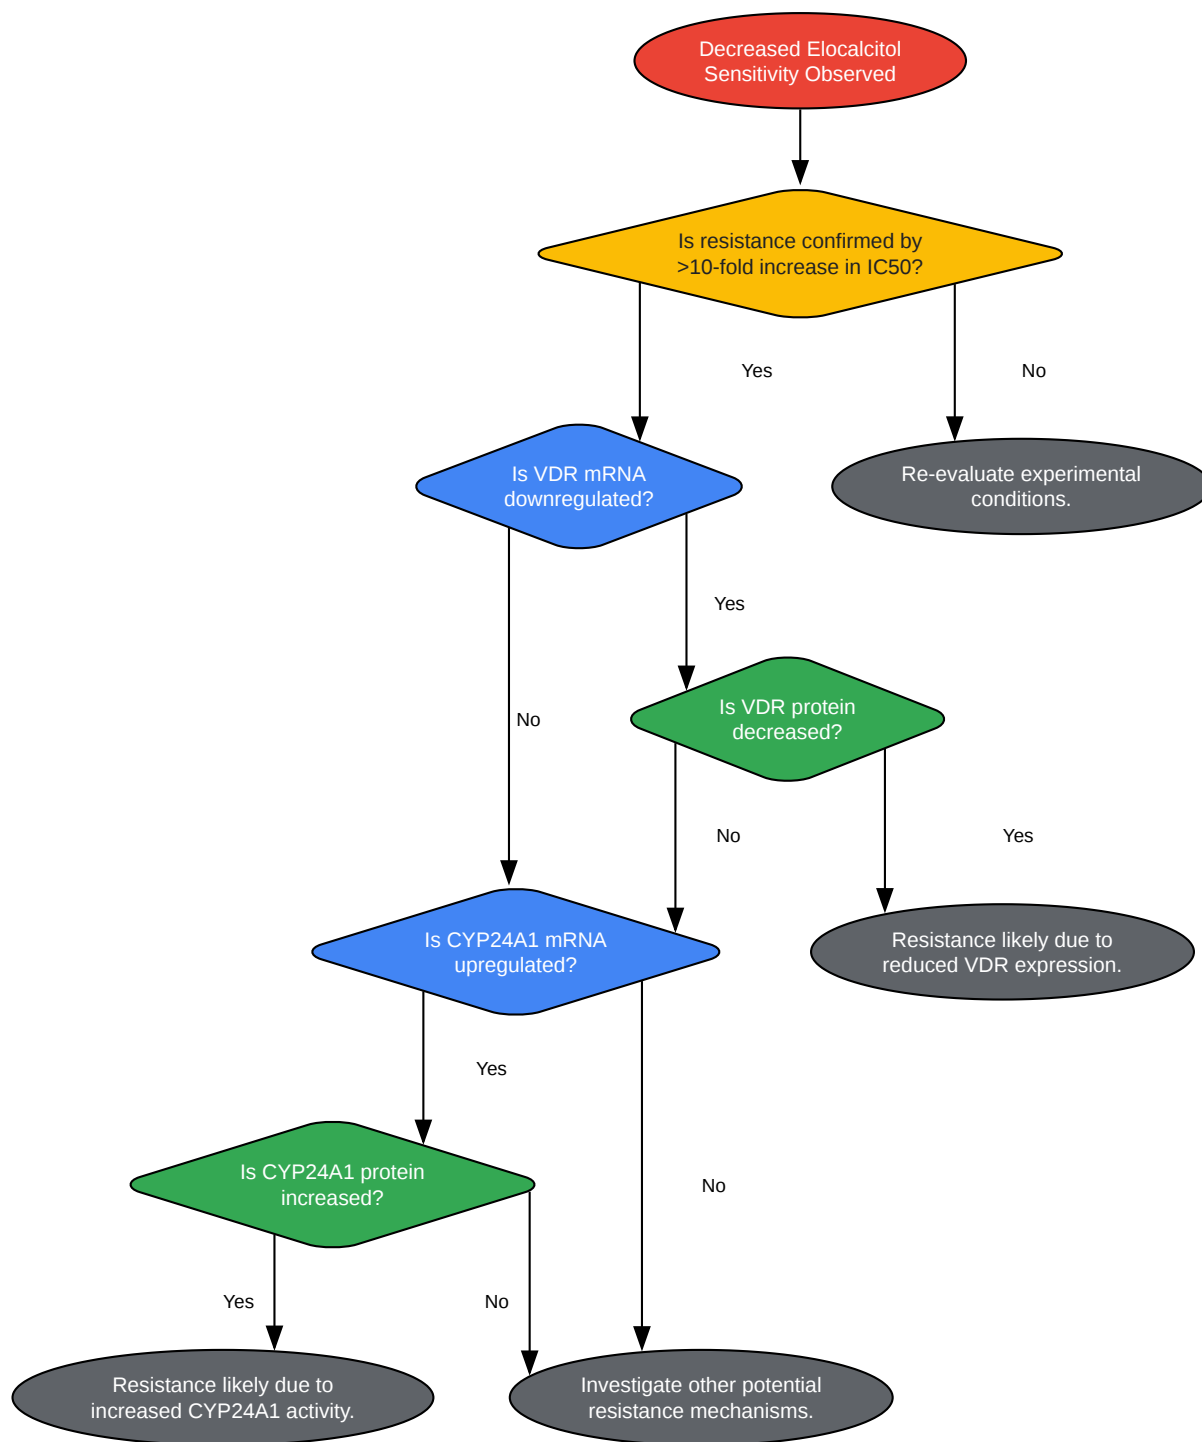 Decreased Elocalcitol
Sensitivity Observed
Is resistance confirmed by
>10-fold increase in IC50?
Yes
No
Is VDR mRNA
downregulated?
Re-evaluate experimental
conditions.
Yes
No
Is VDR protein
decreased?
No
Yes
Is CYP24A1 mRNA
upregulated?
Resistance likely due to
reduced VDR expression.
Yes
Is CYP24A1 protein
increased?
No
Yes
No
Resistance likely due to
increased CYP24A1 activity.
Investigate other potential
resistance mechanisms.